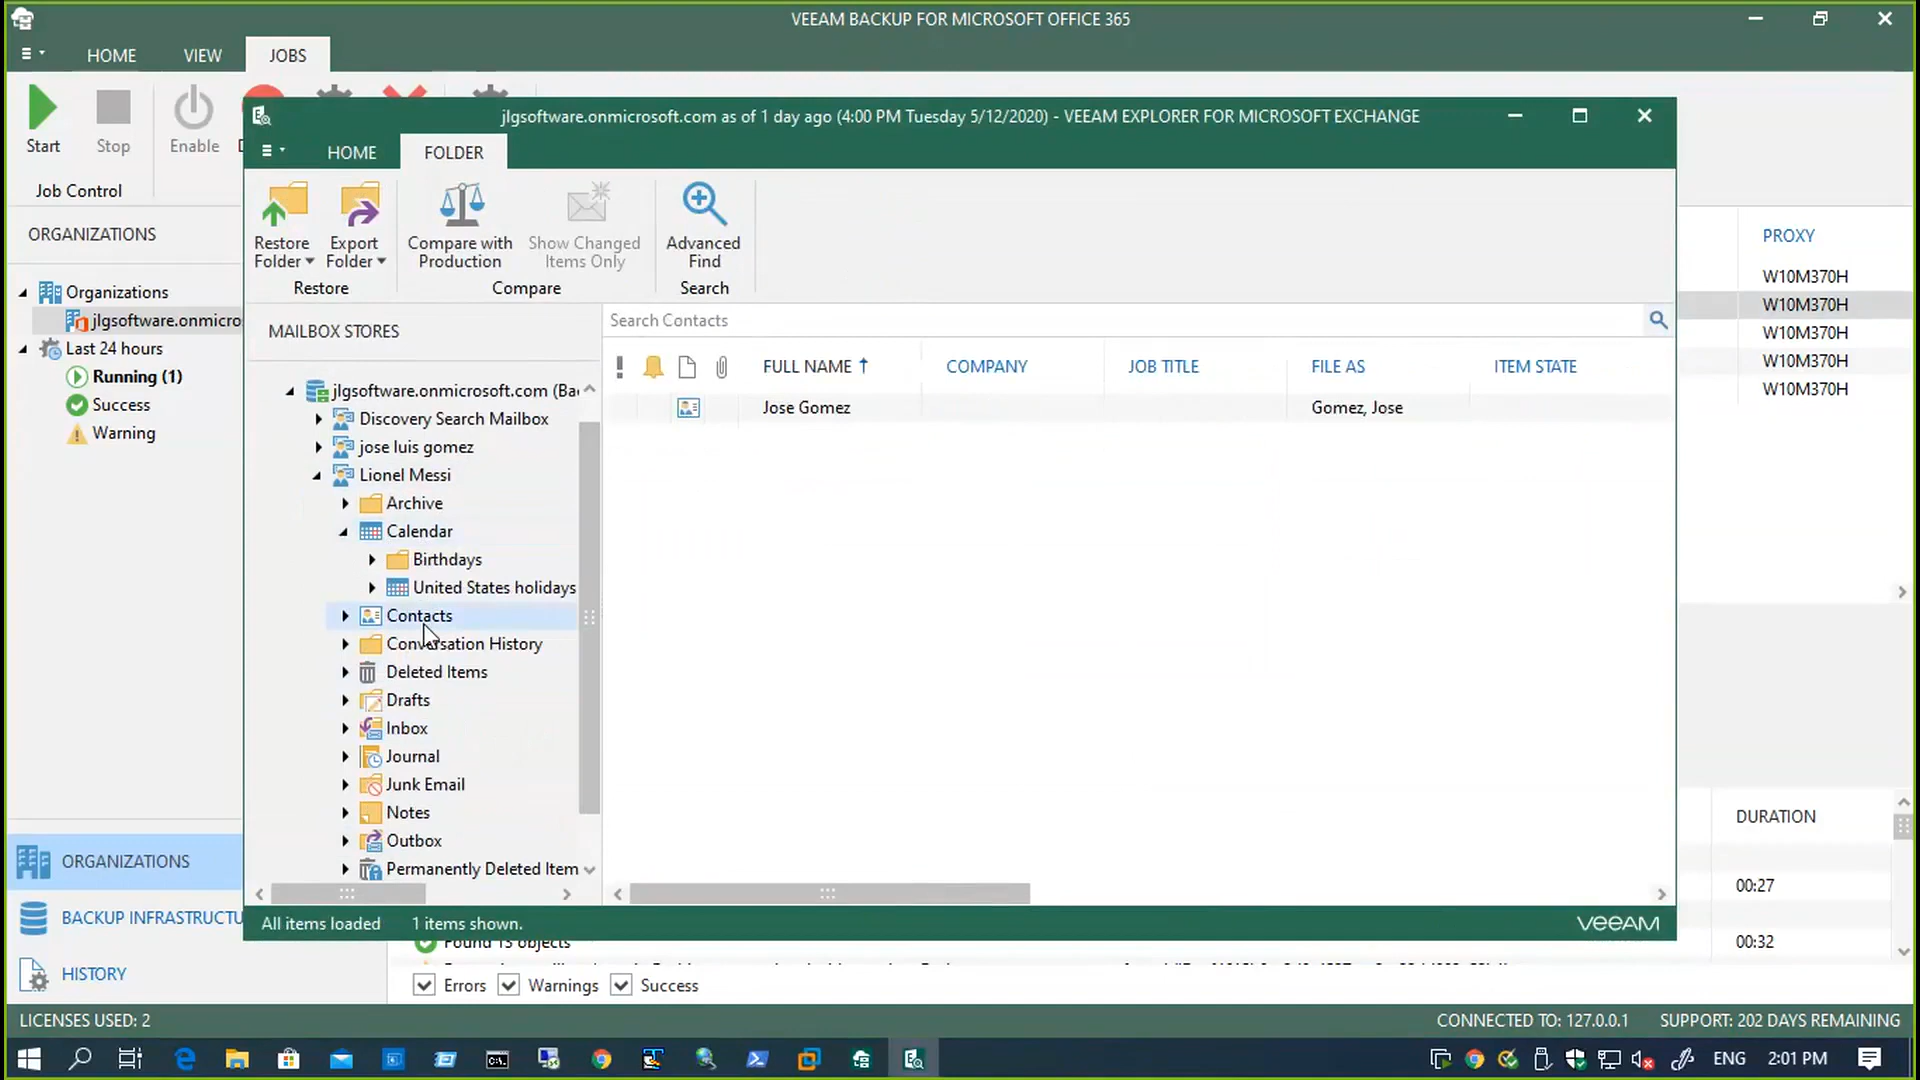 VEEAM BACKUP FOR MICROSOFT OFFICE 365
HOME VIEW JOBS
Start
Stop
Enable
Job Control
jlgsoftware.onmicrosoft.com as of 1 day ago (4:00 PM Tuesday 5/12/2020) - VEEAM EXPLORER FOR MICROSOFT EXCHANGE
HOME FOLDER
Restore Folder
Export Folder
Restore
Compare with Production
Show Changed Items Only
Compare
Advanced Find
Search
ORGANIZATIONS
Organizations
jlgsoftware.onmicro
Last 24 hours
Running (1)
Success
Warning
MAILBOX STORES
jlgsoftware.onmicrosoft.com (Ba
Discovery Search Mailbox
jose luis gomez
Lionel Messi
Archive
Calendar
Birthdays
United States holidays
Contacts
Conversation History
Deleted Items
Drafts
Inbox
Journal
Junk Email
Notes
Outbox
Permanently Deleted Item
Search Contacts
FULL NAME COMPANY JOB TITLE FILE AS ITEM STATE
Jose Gomez Gomez, Jose
PROXY
W10M370H
W10M370H
W10M370H
W10M370H
W10M370H
DURATION
00:27
00:32
All items loaded 1 items shown.
VEEAM
Found 13 objects
ORGANIZATIONS
BACKUP INFRASTRUCTU
HISTORY
Errors Warnings Success
LICENSES USED: 2
CONNECTED TO: 127.0.0.1 SUPPORT: 202 DAYS REMAINING
ENG 2:01 PM